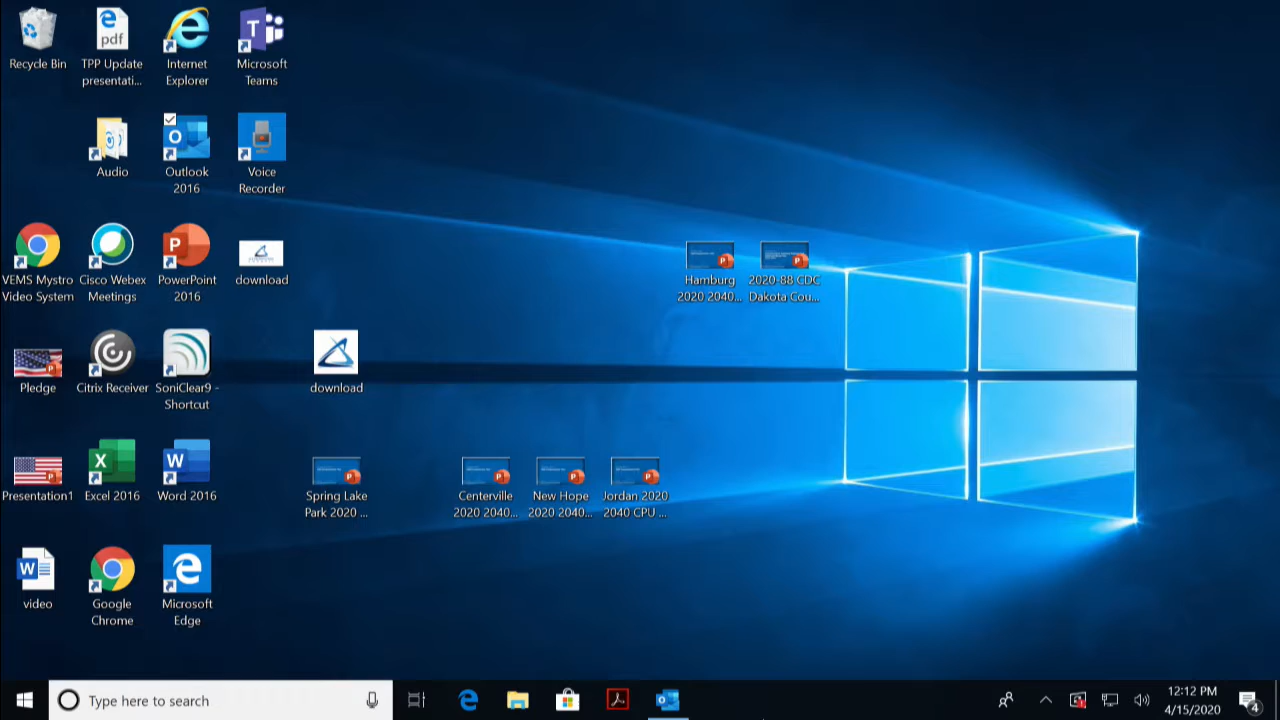 Recycle Bin
pdf
TPP Update
presentati...
Internet
Explorer
T
Microsoft
Teams
Audio
Outlook
2016
Voice
Recorder
VEMS Mystro
Video System
Cisco Webex
Meetings
P
PowerPoint
2016
download
Hamburg
2020 2040...
2020-88 CDC
Dakota Cou...
Pledge
Citrix Receiver
SoniClear9 -
Shortcut
download
Presentation1
X
Excel 2016
W
Word 2016
Spring Lake
Park 2020 ...
Centerville
2020 2040...
New Hope
2020 2040...
Jordan 2020
2040 CPU ...
W
video
Google
Chrome
Microsoft
Edge
Type here to search
12:12 PM
4/15/2020
4